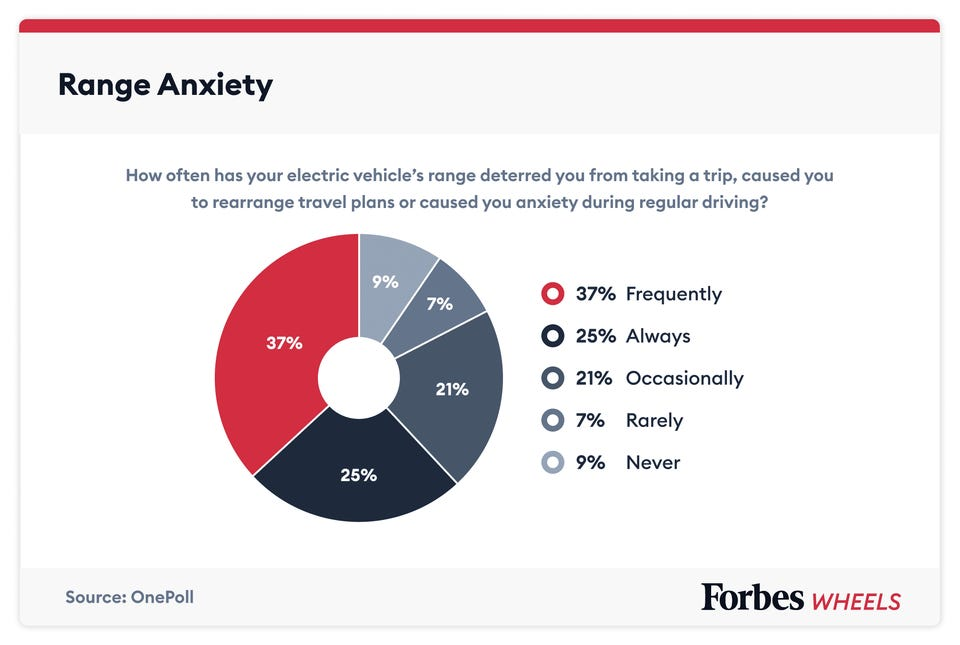 Range Anxiety
How often has your electric vehicle’s range deterred you from taking a trip, caused you
to rearrange travel plans or caused you anxiety during regular driving?
9%
7%
37%
21%
25%
37% Frequently
25% Always
21% Occasionally
7% Rarely
9% Never
Source: OnePoll
Forbes WHEELS